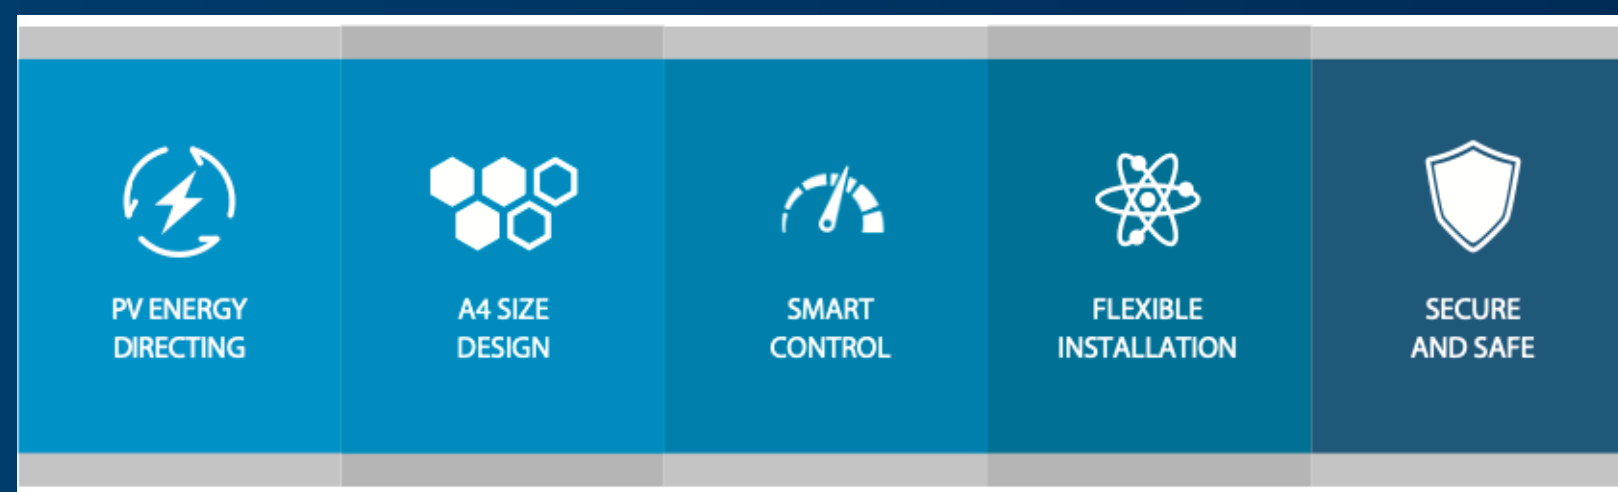 PV ENERGY
DIRECTING
A4 SIZE
DESIGN
SMART
CONTROL
FLEXIBLE
INSTALLATION
SECURE
AND SAFE